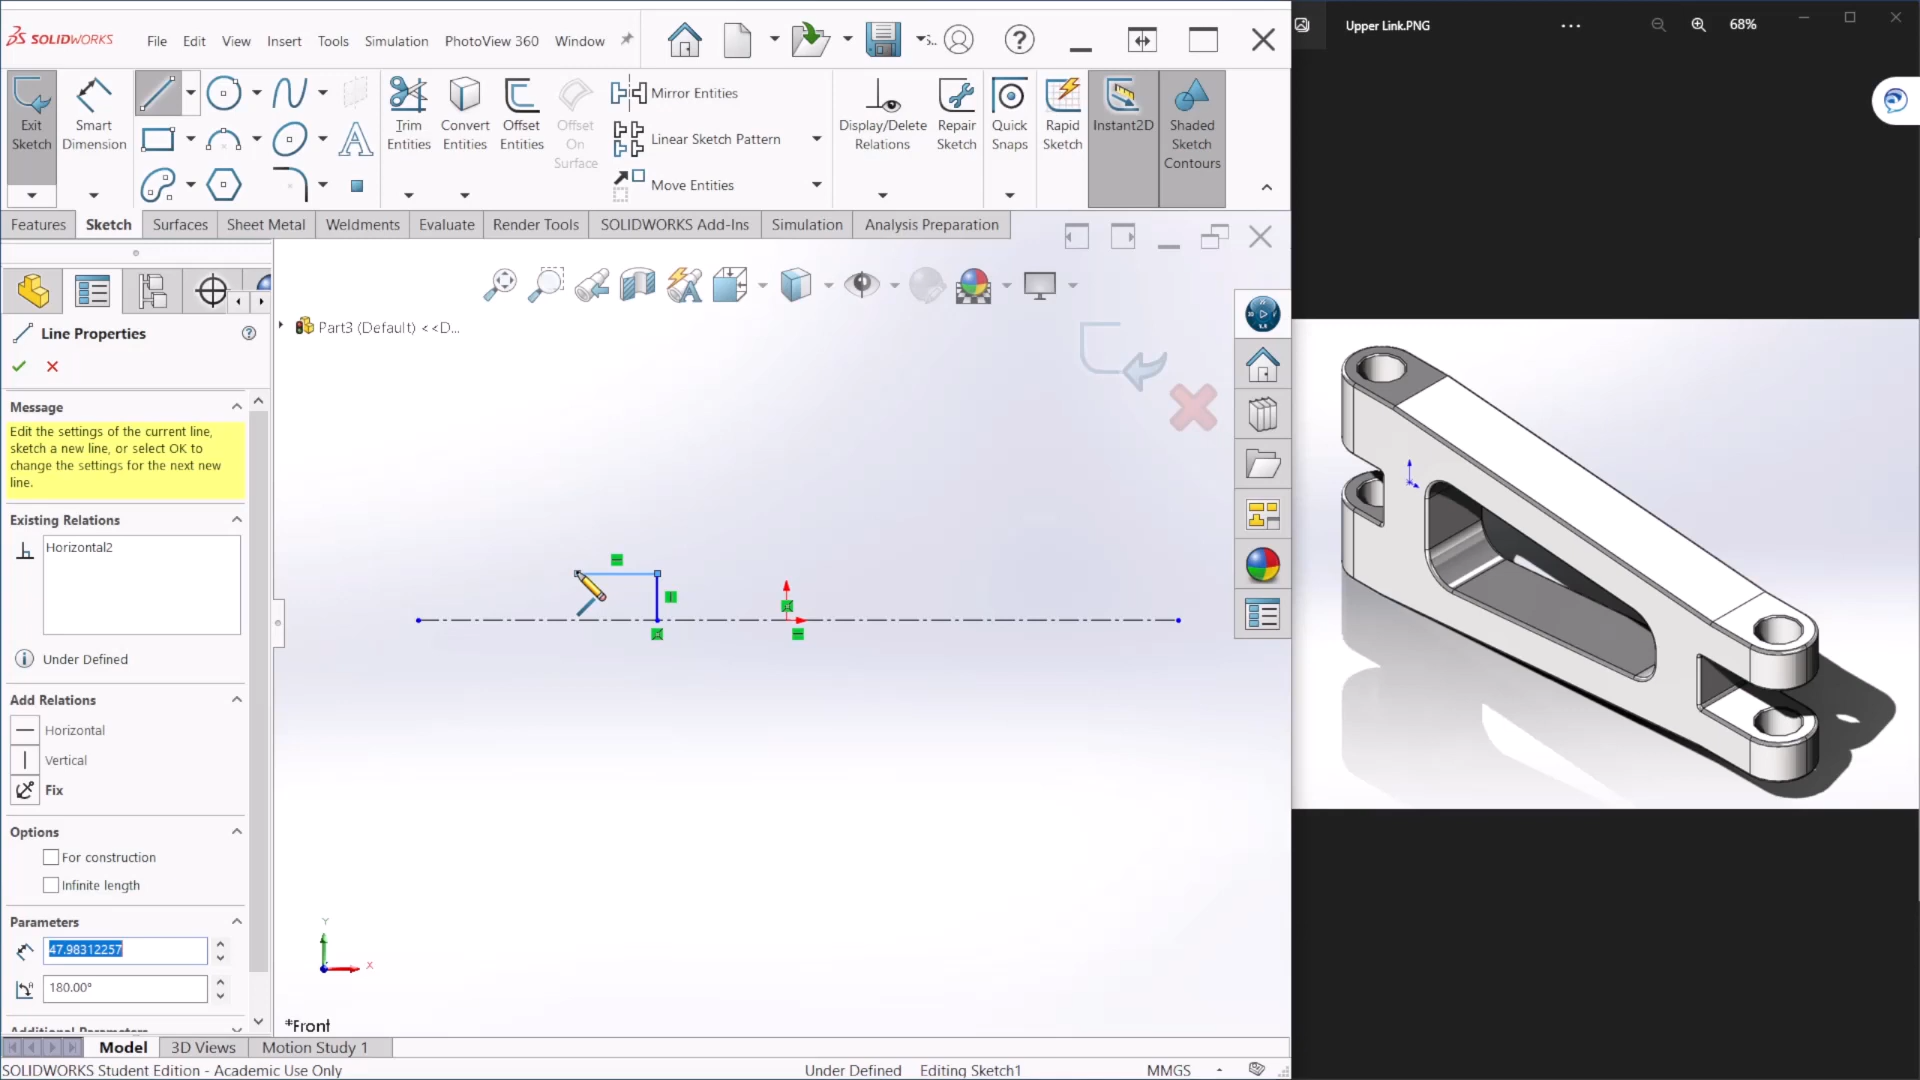 SOLIDWORKS
File
Edit
View
Insert
Tools
Simulation
PhotoView 360
Window
S..
?
Upper Link.PNG
68%
Exit
Sketch
Smart
Dimension
Trim
Entities
Convert
Entities
Offset
Entities
Offset
On
Surface
Mirror Entities
Linear Sketch Pattern
Move Entities
Display/Delete
Relations
Repair
Sketch
Quick
Snaps
Rapid
Sketch
Instant2D
Shaded
Sketch
Contours
Features
Sketch
Surfaces
Sheet Metal
Weldments
Evaluate
Render Tools
SOLIDWORKS Add-Ins
Simulation
Analysis Preparation
Part3 (Default) <<D...
Line Properties
Message
Edit the settings of the current line,
sketch a new line, or select OK to
change the settings for the next new
line.
Existing Relations
Horizontal2
Under Defined
Add Relations
Horizontal
Vertical
Fix
Options
For construction
Infinite length
Parameters
47.98312257
180.00°
Additional Parameters
Y
X
*Front
Model
3D Views
Motion Study 1
SOLIDWORKS Student Edition - Academic Use Only
Under Defined
Editing Sketch1
MMGS